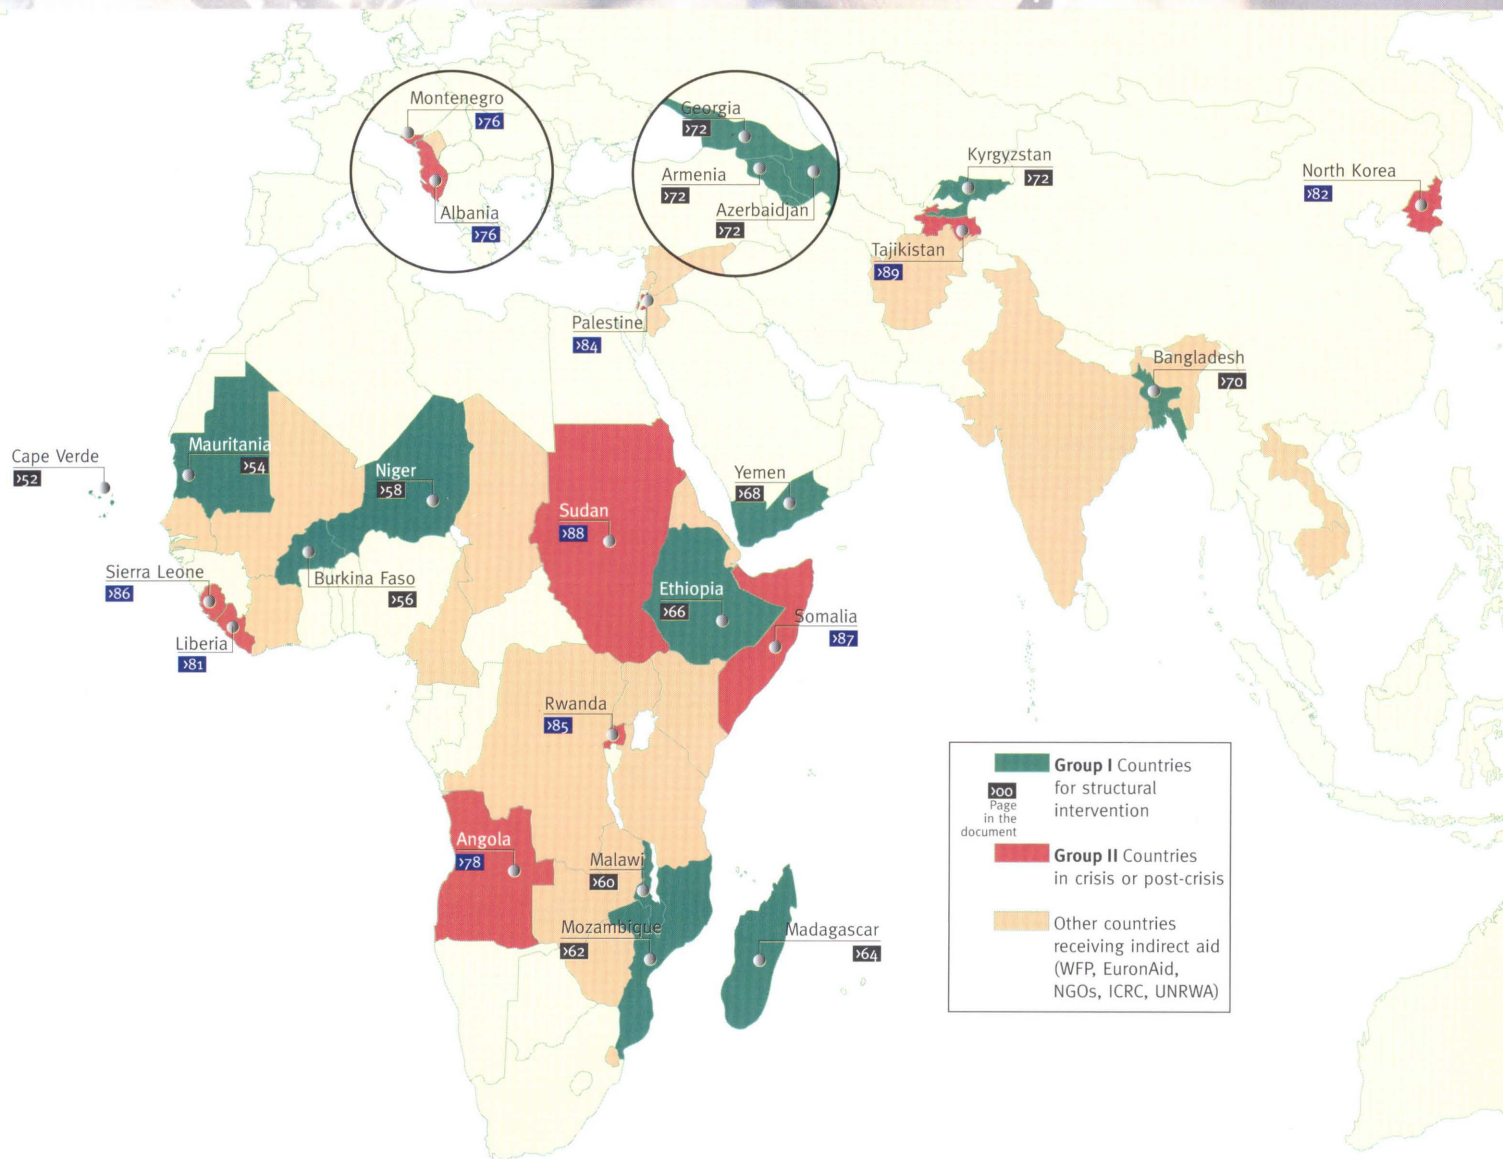 Montenegro
›76
Albania
›76
Georgia
›72
Armenia
›72
Azerbaidjan
›72
Kyrgyzstan
›72
Tajikistan
›89
North Korea
›82
Palestine
›84
Bangladesh
›70
Cape Verde
›52
Mauritania
›54
Niger
›58
Burkina Faso
›56
Sierra Leone
›86
Liberia
›81
Sudan
›88
Yemen
›68
Ethiopia
›66
Somalia
›87
Rwanda
›85
Angola
›78
Malawi
›60
Mozambique
›62
Madagascar
›64
Group I Countries
for structural
intervention
›00
Page
in the
document
Group II Countries
in crisis or post-crisis
Other countries
receiving indirect aid
(WFP, EuronAid,
NGOs, ICRC, UNRWA)